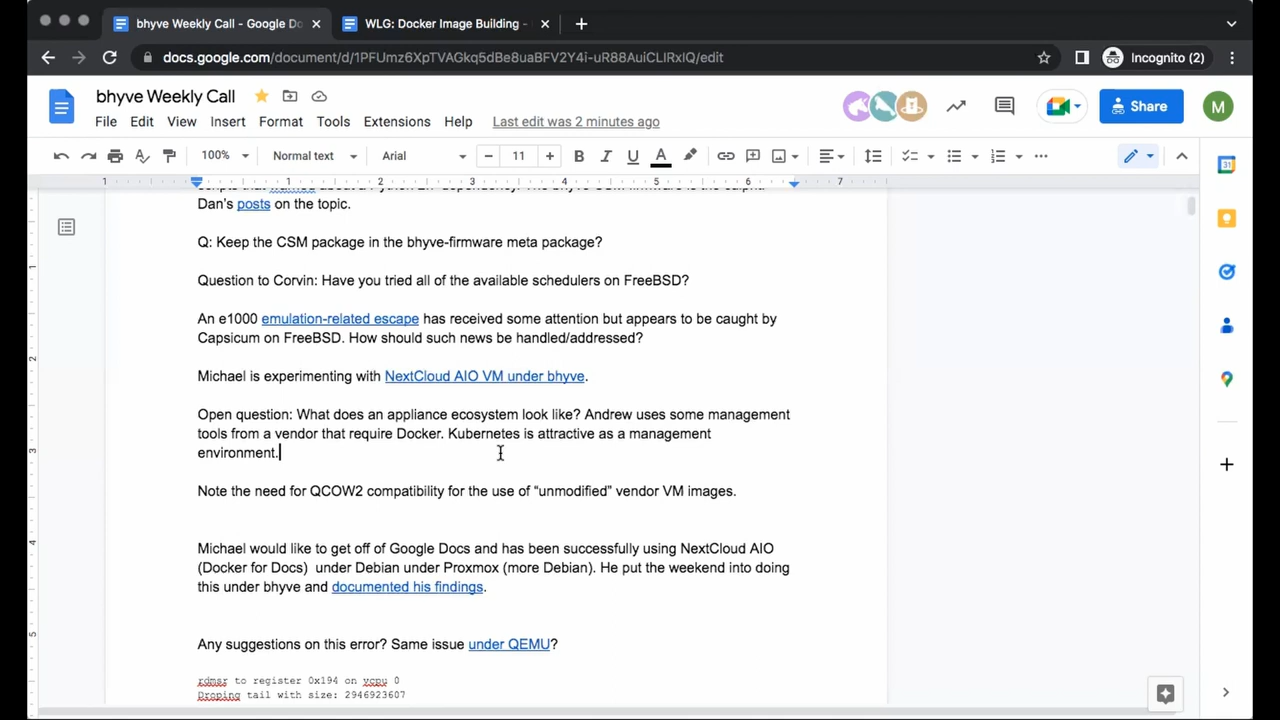 bhyve Weekly Call - Google Do
WLG: Docker Image Building -
docs.google.com/document/d/1PFUmz6XpTVAGkq5dBe8uaBFV2Y4i-uR88AuiCLIRxIQ/edit
Incognito (2)
bhyve Weekly Call
File Edit View Insert Format Tools Extensions Help Last edit was 2 minutes ago
Share
M
100% Normal text Arial 11 B I U A
1 1 2 3 4 5 6 7
Dan's posts on the topic.
Q: Keep the CSM package in the bhyve-firmware meta package?
Question to Corvin: Have you tried all of the available schedulers on FreeBSD?
An e1000 emulation-related escape has received some attention but appears to be caught by
Capsicum on FreeBSD. How should such news be handled/addressed?
Michael is experimenting with NextCloud AIO VM under bhyve.
Open question: What does an appliance ecosystem look like? Andrew uses some management
tools from a vendor that require Docker. Kubernetes is attractive as a management
environment.
Note the need for QCOW2 compatibility for the use of “unmodified” vendor VM images.
Michael would like to get off of Google Docs and has been successfully using NextCloud AIO
(Docker for Docs) under Debian under Proxmox (more Debian). He put the weekend into doing
this under bhyve and documented his findings.
Any suggestions on this error? Same issue under QEMU?
rdmsr to register 0x194 on vcpu 0
Droping tail with size: 2946923607